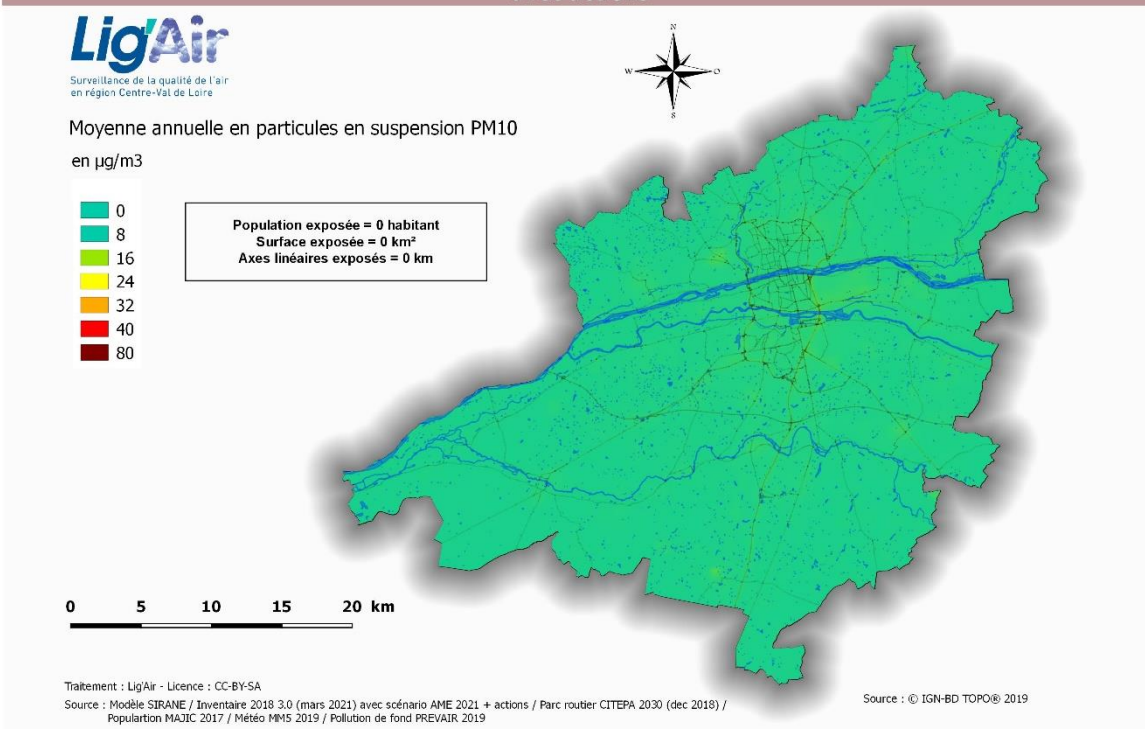 Lig'Air
Surveillance de la qualité de l'air
en région Centre-Val de Loire
N
W
O
S
Moyenne annuelle en particules en suspension PM10
en µg/m3
0
8
16
24
32
40
80
Population exposée = 0 habitant
Surface exposée = 0 km²
Axes linéaires exposés = 0 km
0 5 10 15 20 km
Traitement : Lig'Air - Licence : CC-BY-SA
Source : Modèle SIRANE / Inventaire 2018 3.0 (mars 2021) avec scénario AME 2021 + actions / Parc routier CITEPA 2030 (dec 2018) /
Populartion MAJIC 2017 / Météo MM5 2019 / Pollution de fond PREVAIR 2019
Source : © IGN-BD TOPO® 2019